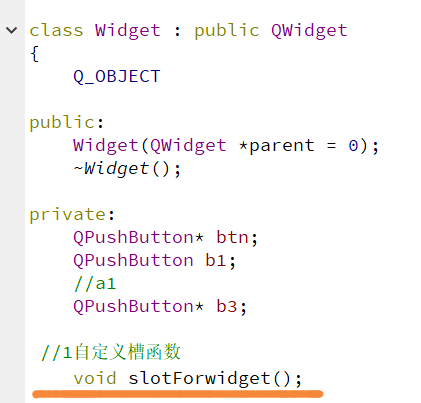 class Widget : public QWidget
{
Q_OBJECT
public:
Widget(QWidget *parent = 0);
~Widget();
private:
QPushButton* btn;
QPushButton b1;
//a1
QPushButton* b3;
//1自定义槽函数
void slotForwidget();